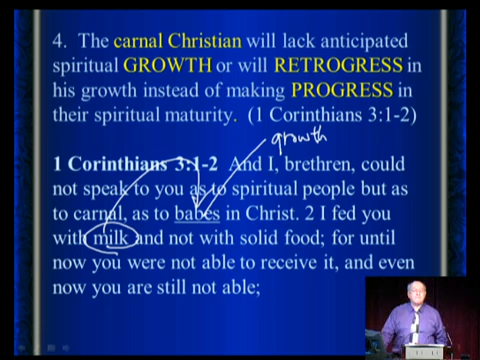 4. The carnal Christian will lack anticipated
spiritual GROWTH or will RETROGRESS in
his growth instead of making PROGRESS in
their spiritual maturity. (1 Corinthians 3:1-2)
growth
1 Corinthians 3:1-2 And I, brethren, could
not speak to you as to spiritual people but as
to carnal, as to babes in Christ. 2 I fed you
with milk and not with solid food; for until
now you were not able to receive it, and even
now you are still not able;